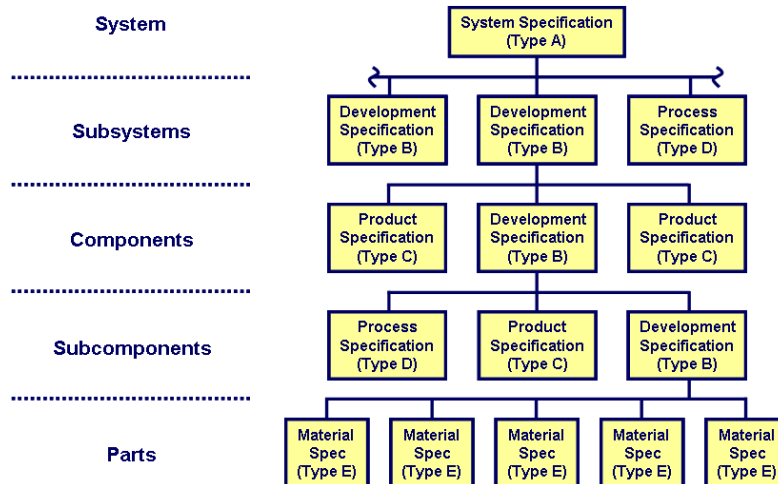 System
System Specification
(Type A)
Subsystems
Development
Specification
(Type B)
Development
Specification
(Type B)
Process
Specification
(Type D)
Components
Product
Specification
(Type C)
Development
Specification
(Type B)
Product
Specification
(Type C)
Subcomponents
Process
Specification
(Type D)
Product
Specification
(Type C)
Development
Specification
(Type B)
Parts
Material
Spec
(Type E)
Material
Spec
(Type E)
Material
Spec
(Type E)
Material
Spec
(Type E)
Material
Spec
(Type E)